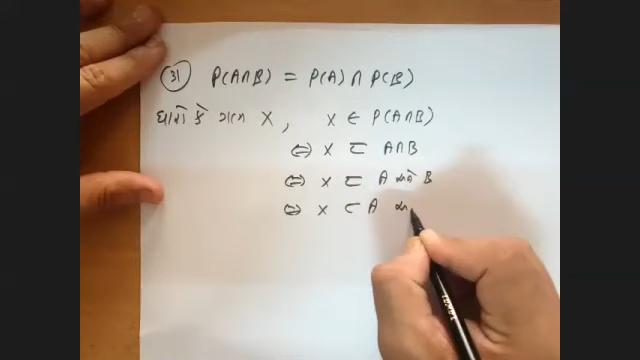 (31) P(A∩B) = P(A) ∩ P(B)
ધારો કે ગણ X, X ∈ P(A∩B)
⇔ X ⊂ A∩B
⇔ X ⊂ A અને B
⇔ X ⊂ A અ